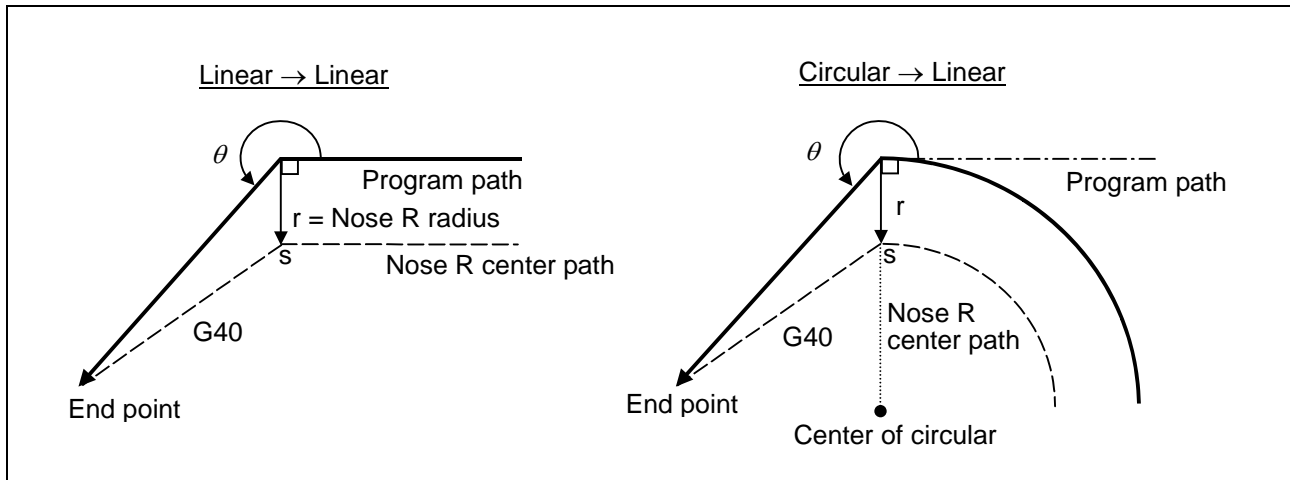 Linear → Linear
θ
Program path
r = Nose R radius
s
Nose R center path
G40
End point
Circular → Linear
θ
Program path
r
s
Nose R
center path
G40
End point
Center of circular